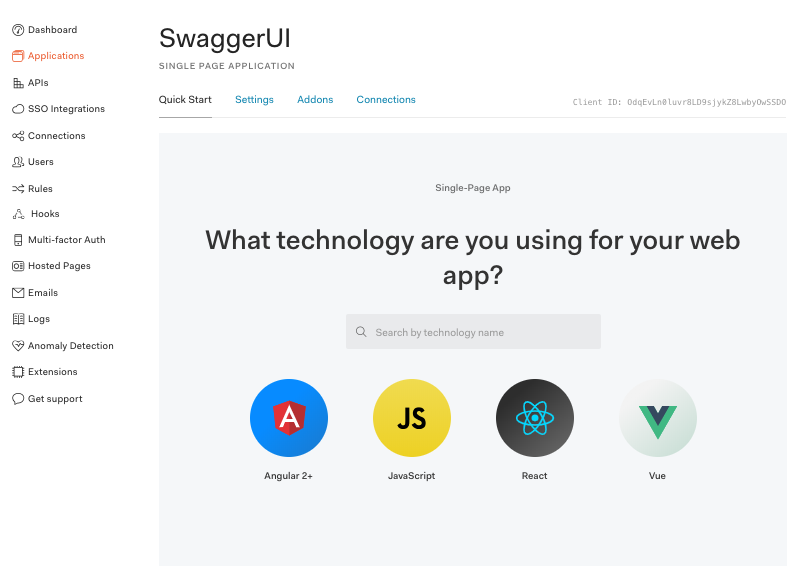 Dashboard
Applications
APIs
SSO Integrations
Connections
Users
Rules
Hooks
Multi-factor Auth
Hosted Pages
Emails
Logs
Anomaly Detection
Extensions
Get support
SwaggerUI
SINGLE PAGE APPLICATION
Quick Start Settings Addons Connections
Client ID: OdqEvLn0luvr8LD9sjykZ8LwbyOwSSDO
Single-Page App
What technology are you using for your web
app?
Search by technology name
A JS
Angular 2+ JavaScript React Vue